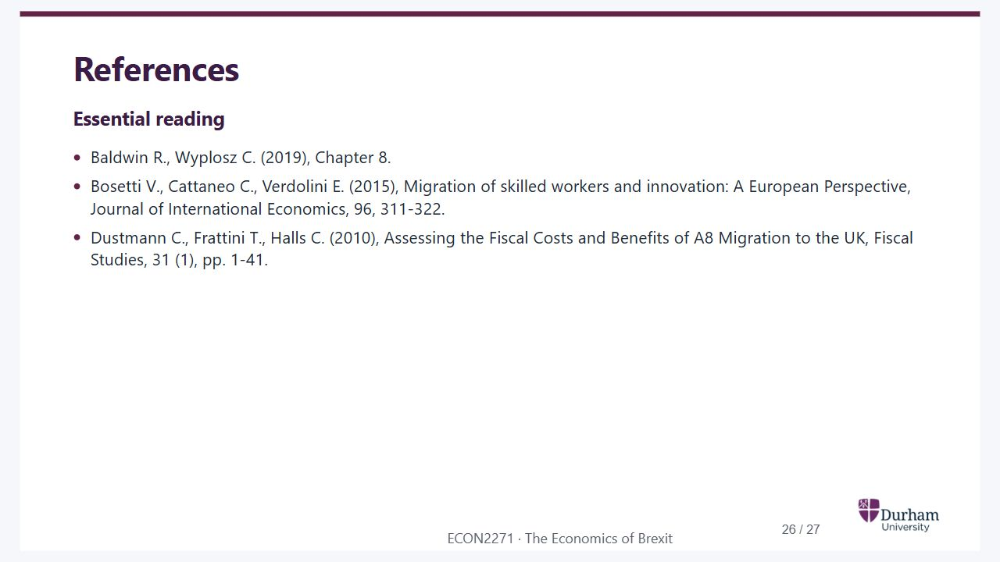 References
Essential reading
• Baldwin R., Wyplosz C. (2019), Chapter 8.
• Bosetti V., Cattaneo C., Verdolini E. (2015), Migration of skilled workers and innovation: A European Perspective,
Journal of International Economics, 96, 311-322.
• Dustmann C., Frattini T., Halls C. (2010), Assessing the Fiscal Costs and Benefits of A8 Migration to the UK, Fiscal
Studies, 31 (1), pp. 1-41.
ECON2271 · The Economics of Brexit
26 / 27
Durham
University